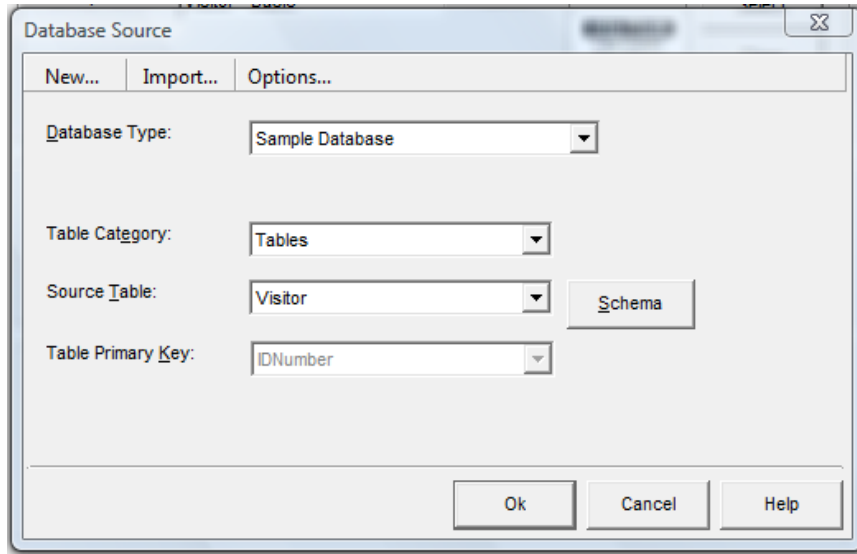 Database Source
New... Import... Options...
Database Type: Sample Database
Table Category: Tables
Source Table: Visitor Schema
Table Primary Key: IDNumber
Ok Cancel Help